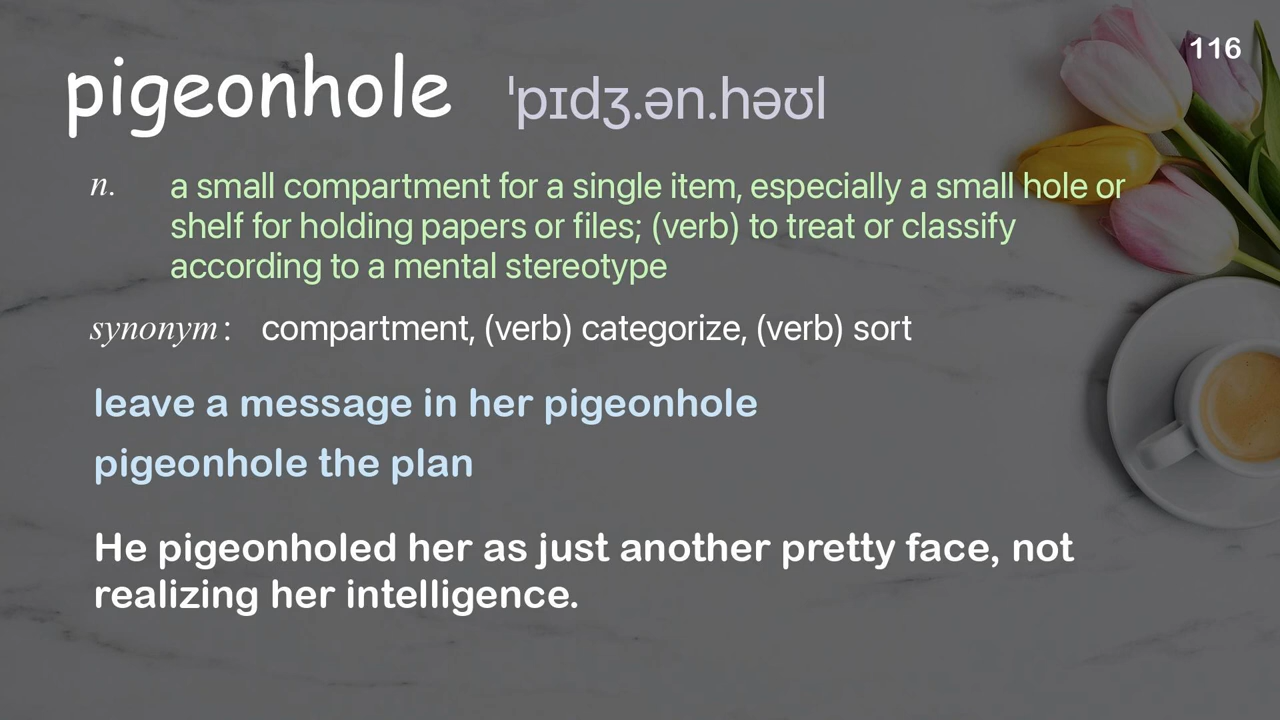 116
pigeonhole ˈpɪdʒ.ən.həʊl
n. a small compartment for a single item, especially a small hole or
shelf for holding papers or files; (verb) to treat or classify
according to a mental stereotype
synonym: compartment, (verb) categorize, (verb) sort
leave a message in her pigeonhole
pigeonhole the plan
He pigeonholed her as just another pretty face, not
realizing her intelligence.